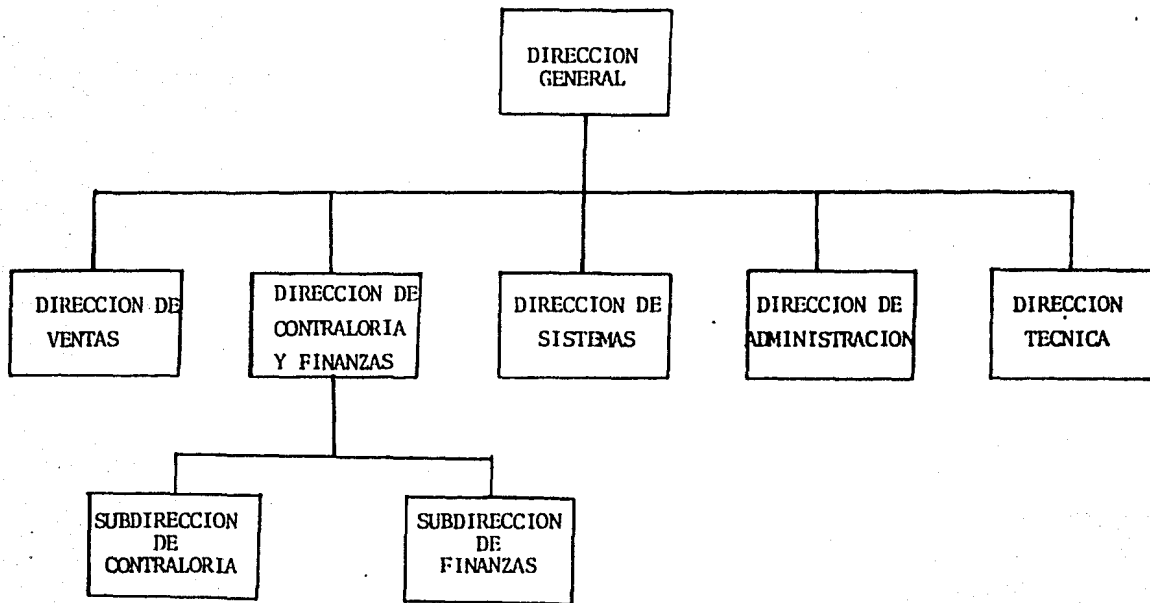 DIRECCION
GENERAL
DIRECCION DE
VENTAS
DIRECCION DE
CONTRALORIA
Y FINANZAS
DIRECCION DE
SISTEMAS
DIRECCION DE
ADMINISTRACION
DIRECCION
TECNICA
SUBDIRECCION
DE
CONTRALORIA
SUBDIRECCION
DE
FINANZAS